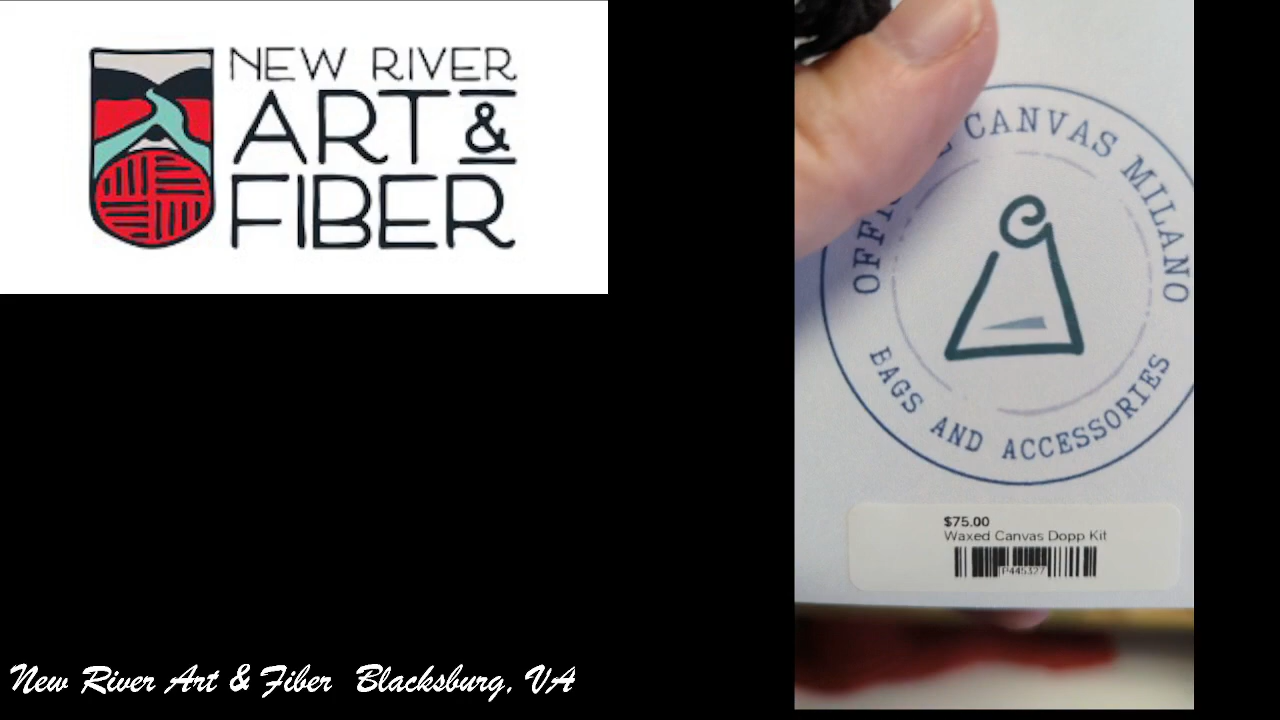 NEW RIVER
ART &
FIBER
CANVAS MILANO
BAGS AND ACCESSORIES
$75.00
Waxed Canvas Dopp Kit
P445327
New River Art & Fiber Blacksburg, VA